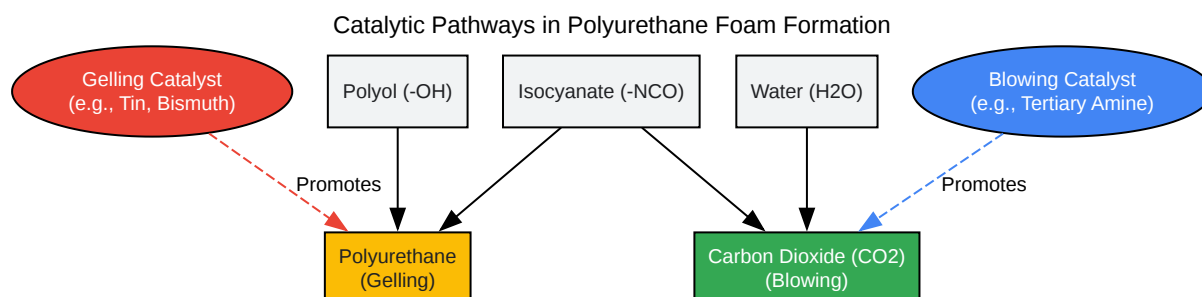 Catalytic Pathways in Polyurethane Foam Formation
Gelling Catalyst
(e.g., Tin, Bismuth)
Polyol (-OH)
Isocyanate (-NCO)
Water (H2O)
Blowing Catalyst
(e.g., Tertiary Amine)
Promotes
Promotes
Polyurethane
(Gelling)
Carbon Dioxide (CO2)
(Blowing)